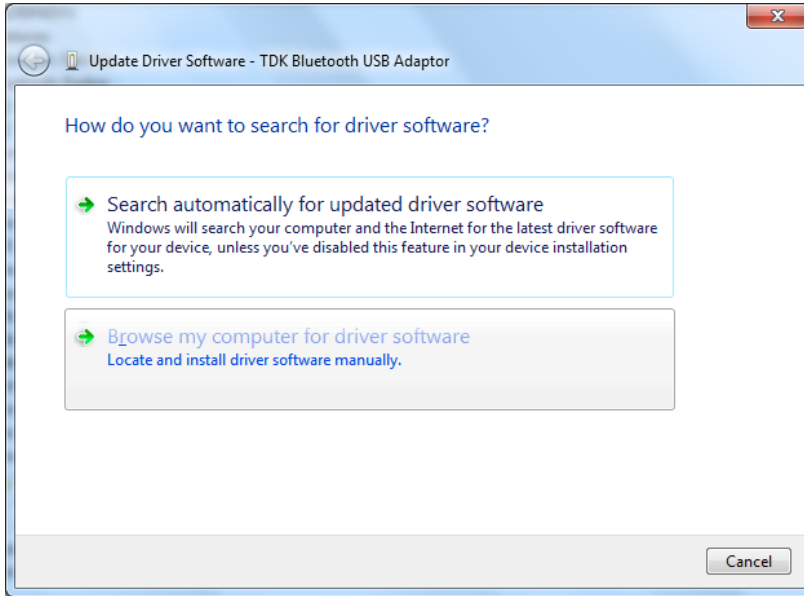 Update Driver Software - TDK Bluetooth USB Adaptor
How do you want to search for driver software?
Search automatically for updated driver software
Windows will search your computer and the Internet for the latest driver software
for your device, unless you've disabled this feature in your device installation
settings.
Browse my computer for driver software
Locate and install driver software manually.
Cancel